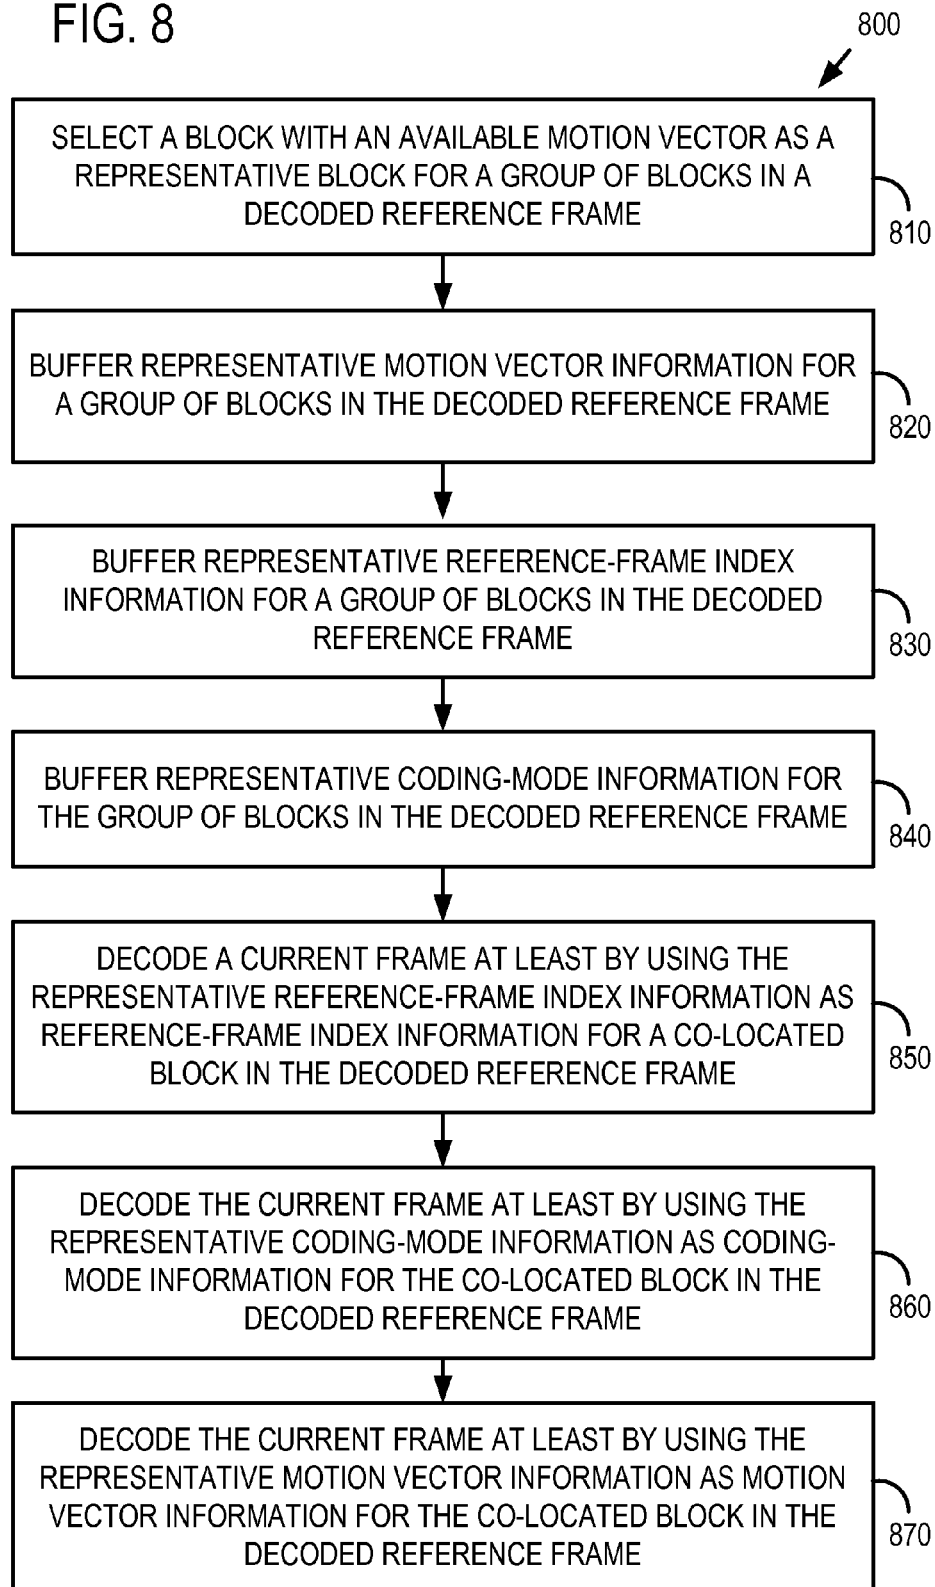 FIG. 8
800
SELECT A BLOCK WITH AN AVAILABLE MOTION VECTOR AS A
REPRESENTATIVE BLOCK FOR A GROUP OF BLOCKS IN A
DECODED REFERENCE FRAME
810
BUFFER REPRESENTATIVE MOTION VECTOR INFORMATION FOR
A GROUP OF BLOCKS IN THE DECODED REFERENCE FRAME
820
BUFFER REPRESENTATIVE REFERENCE-FRAME INDEX
INFORMATION FOR A GROUP OF BLOCKS IN THE DECODED
REFERENCE FRAME
830
BUFFER REPRESENTATIVE CODING-MODE INFORMATION FOR
THE GROUP OF BLOCKS IN THE DECODED REFERENCE FRAME
840
DECODE A CURRENT FRAME AT LEAST BY USING THE
REPRESENTATIVE REFERENCE-FRAME INDEX INFORMATION AS
REFERENCE-FRAME INDEX INFORMATION FOR A CO-LOCATED
BLOCK IN THE DECODED REFERENCE FRAME
850
DECODE THE CURRENT FRAME AT LEAST BY USING THE
REPRESENTATIVE CODING-MODE INFORMATION AS CODING-
MODE INFORMATION FOR THE CO-LOCATED BLOCK IN THE
DECODED REFERENCE FRAME
860
DECODE THE CURRENT FRAME AT LEAST BY USING THE
REPRESENTATIVE MOTION VECTOR INFORMATION AS MOTION
VECTOR INFORMATION FOR THE CO-LOCATED BLOCK IN THE
DECODED REFERENCE FRAME
870